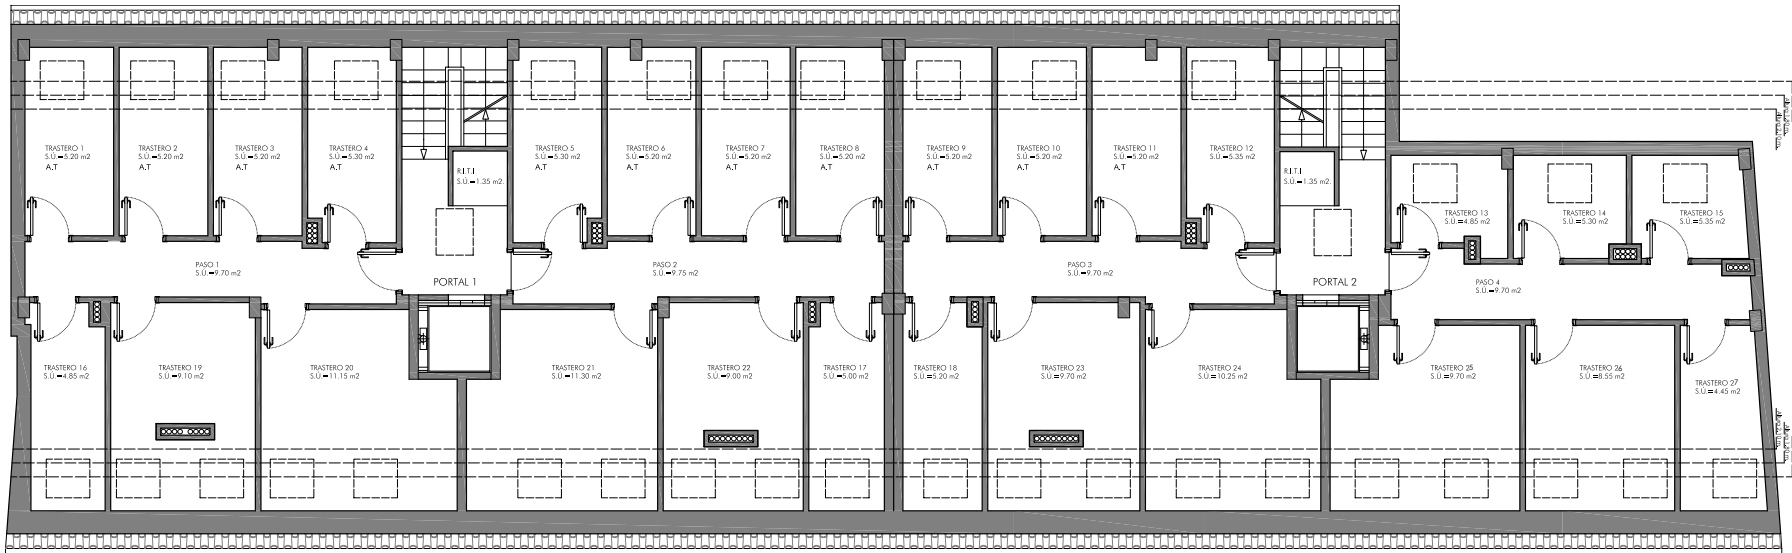 TRASTERO 1
S.Ú.=5.20 m2
A.T
TRASTERO 2
S.Ú.=5.20 m2
A.T
TRASTERO 3
S.Ú.=5.20 m2
A.T
TRASTERO 4
S.Ú.=5.30 m2
A.T
R.I.T.I
S.Ú.=1.35 m2.
TRASTERO 5
S.Ú.=5.30 m2
A.T
TRASTERO 6
S.Ú.=5.20 m2
A.T
TRASTERO 7
S.Ú.=5.20 m2
A.T
TRASTERO 8
S.Ú.=5.20 m2
A.T
TRASTERO 9
S.Ú.=5.20 m2
A.T
TRASTERO 10
S.Ú.=5.20 m2
A.T
TRASTERO 11
S.Ú.=5.20 m2
A.T
TRASTERO 12
S.Ú.=5.35 m2
R.I.T.I
S.Ú.=1.35 m2.
TRASTERO 13
S.Ú.=4.85 m2
TRASTERO 14
S.Ú.=5.30 m2
TRASTERO 15
S.Ú.=5.35 m2
PASO 1
S.Ú.=9.70 m2
PORTAL 1
PASO 2
S.Ú.=9.75 m2
PASO 3
S.Ú.=9.70 m2
PORTAL 2
PASO 4
S.Ú.=9.70 m2
TRASTERO 16
S.Ú.=4.85 m2
TRASTERO 19
S.Ú.=9.10 m2
TRASTERO 20
S.Ú.=11.15 m2
TRASTERO 21
S.Ú.=11.30 m2
TRASTERO 22
S.Ú.=9.00 m2
TRASTERO 17
S.Ú.=5.00 m2
TRASTERO 18
S.Ú.=5.20 m2
TRASTERO 23
S.Ú.=9.70 m2
TRASTERO 24
S.Ú.=10.25 m2
TRASTERO 25
S.Ú.=9.70 m2
TRASTERO 26
S.Ú.=8.55 m2
TRASTERO 27
S.Ú.=4.45 m2